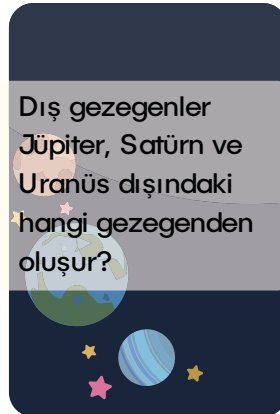 Dış gezegenler
Jüpiter, Satürn ve
Uranüs dışındaki
hangi gezegenden
oluşur?